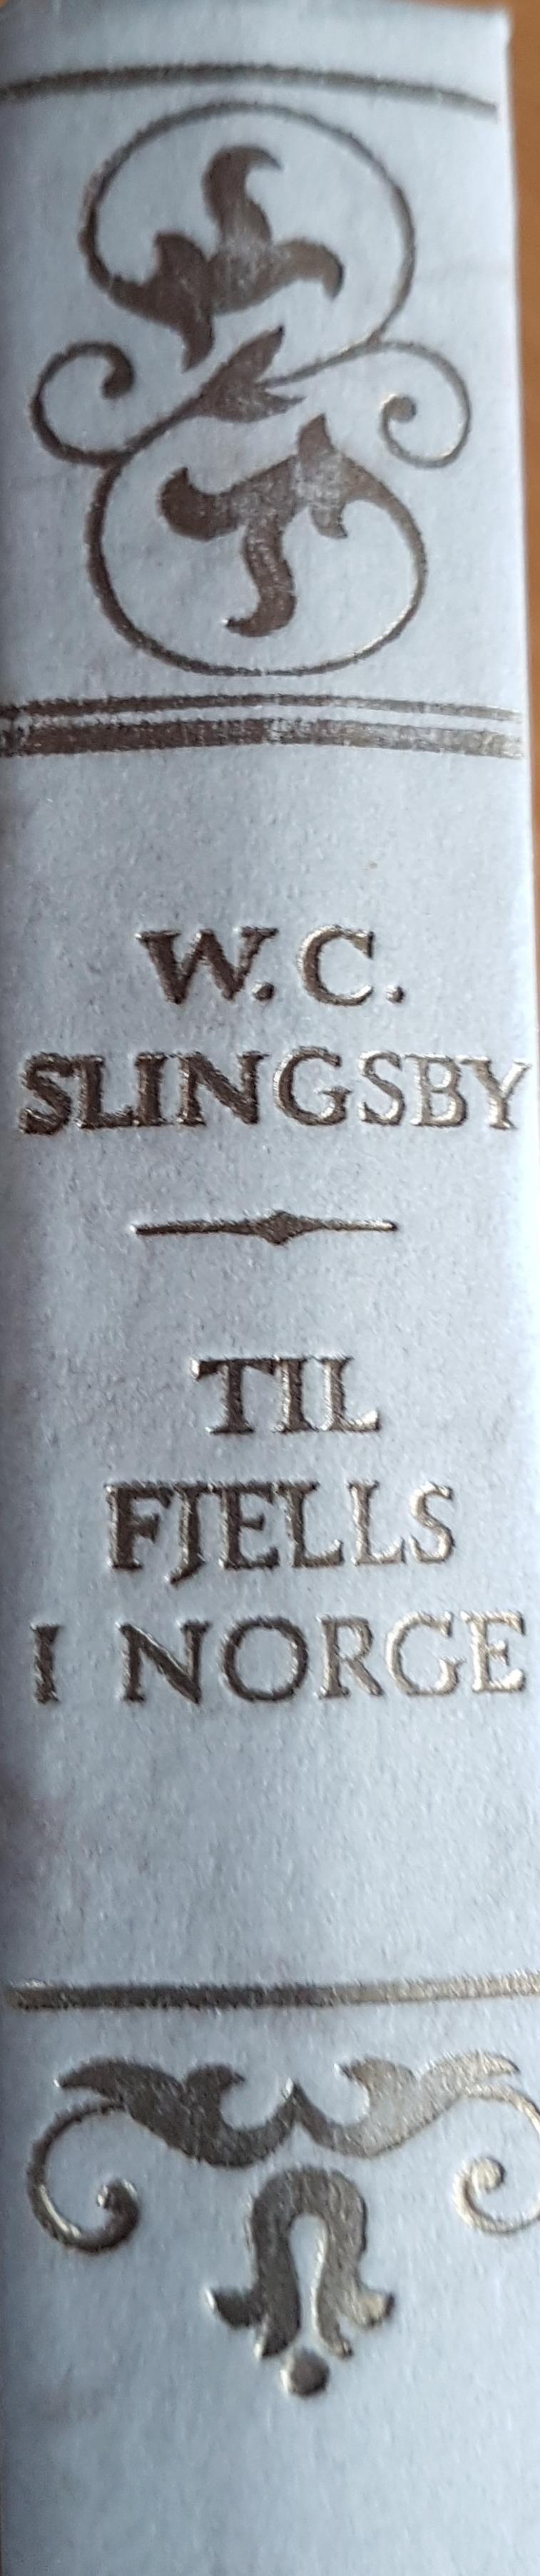 W. C.
SLINGSBY
TIL
FJELLS
I NORGE